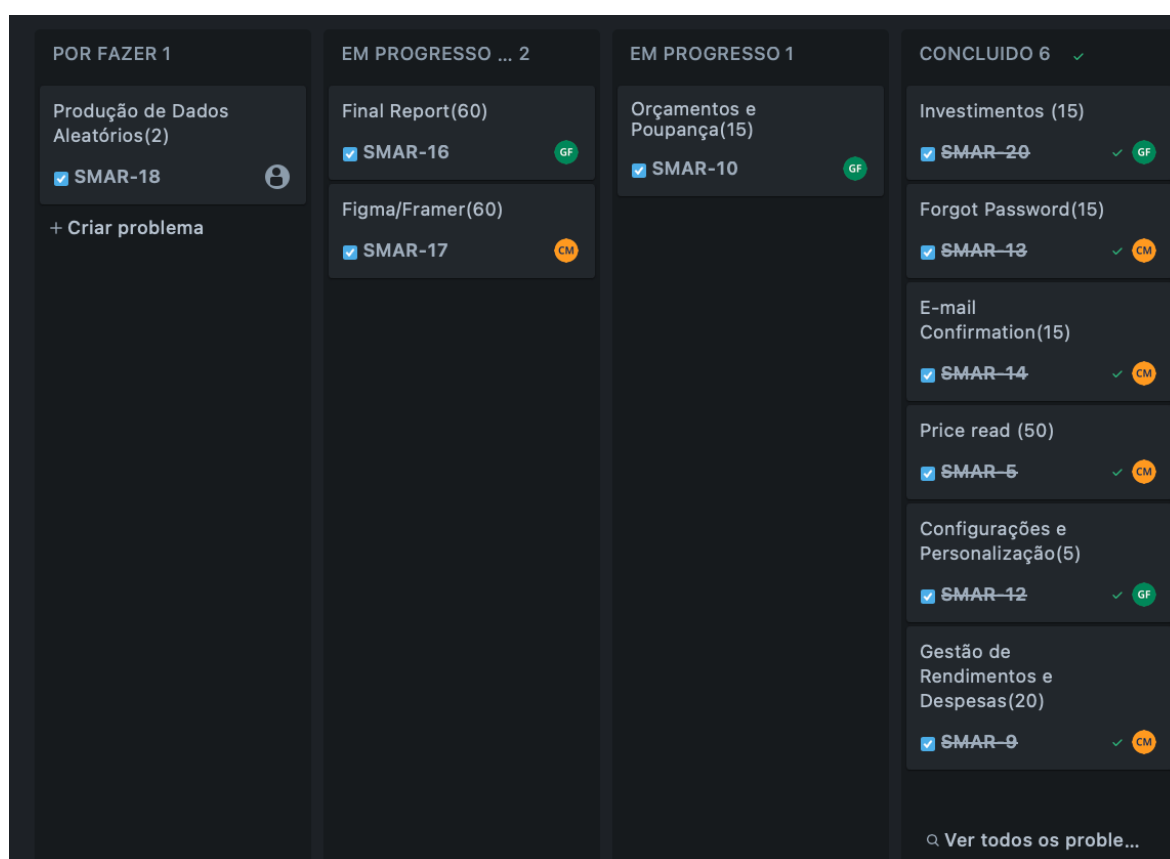 POR FAZER 1
Produção de Dados
Aleatórios(2)
SMAR-18
+ Criar problema
EM PROGRESSO ... 2
Final Report(60)
SMAR-16
GF
Figma/Framer(60)
SMAR-17
CM
EM PROGRESSO 1
Orçamentos e
Poupança(15)
SMAR-10
GF
CONCLUIDO 6
Investimentos (15)
SMAR-20
GF
Forgot Password(15)
SMAR-13
CM
E-mail
Confirmation(15)
SMAR-14
CM
Price read (50)
SMAR-5
CM
Configurações e
Personalização(5)
SMAR-12
GF
Gestão de
Rendimentos e
Despesas(20)
SMAR-9
CM
Ver todos os proble...